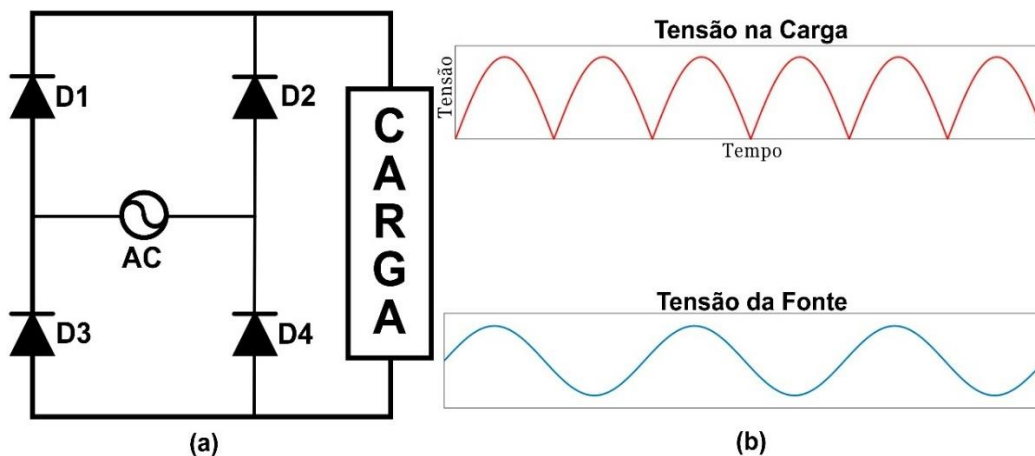 D1
D2
AC
D3
D4
C
A
R
G
A
(a)
Tensão na Carga
Tensão
Tempo
Tensão da Fonte
(b)